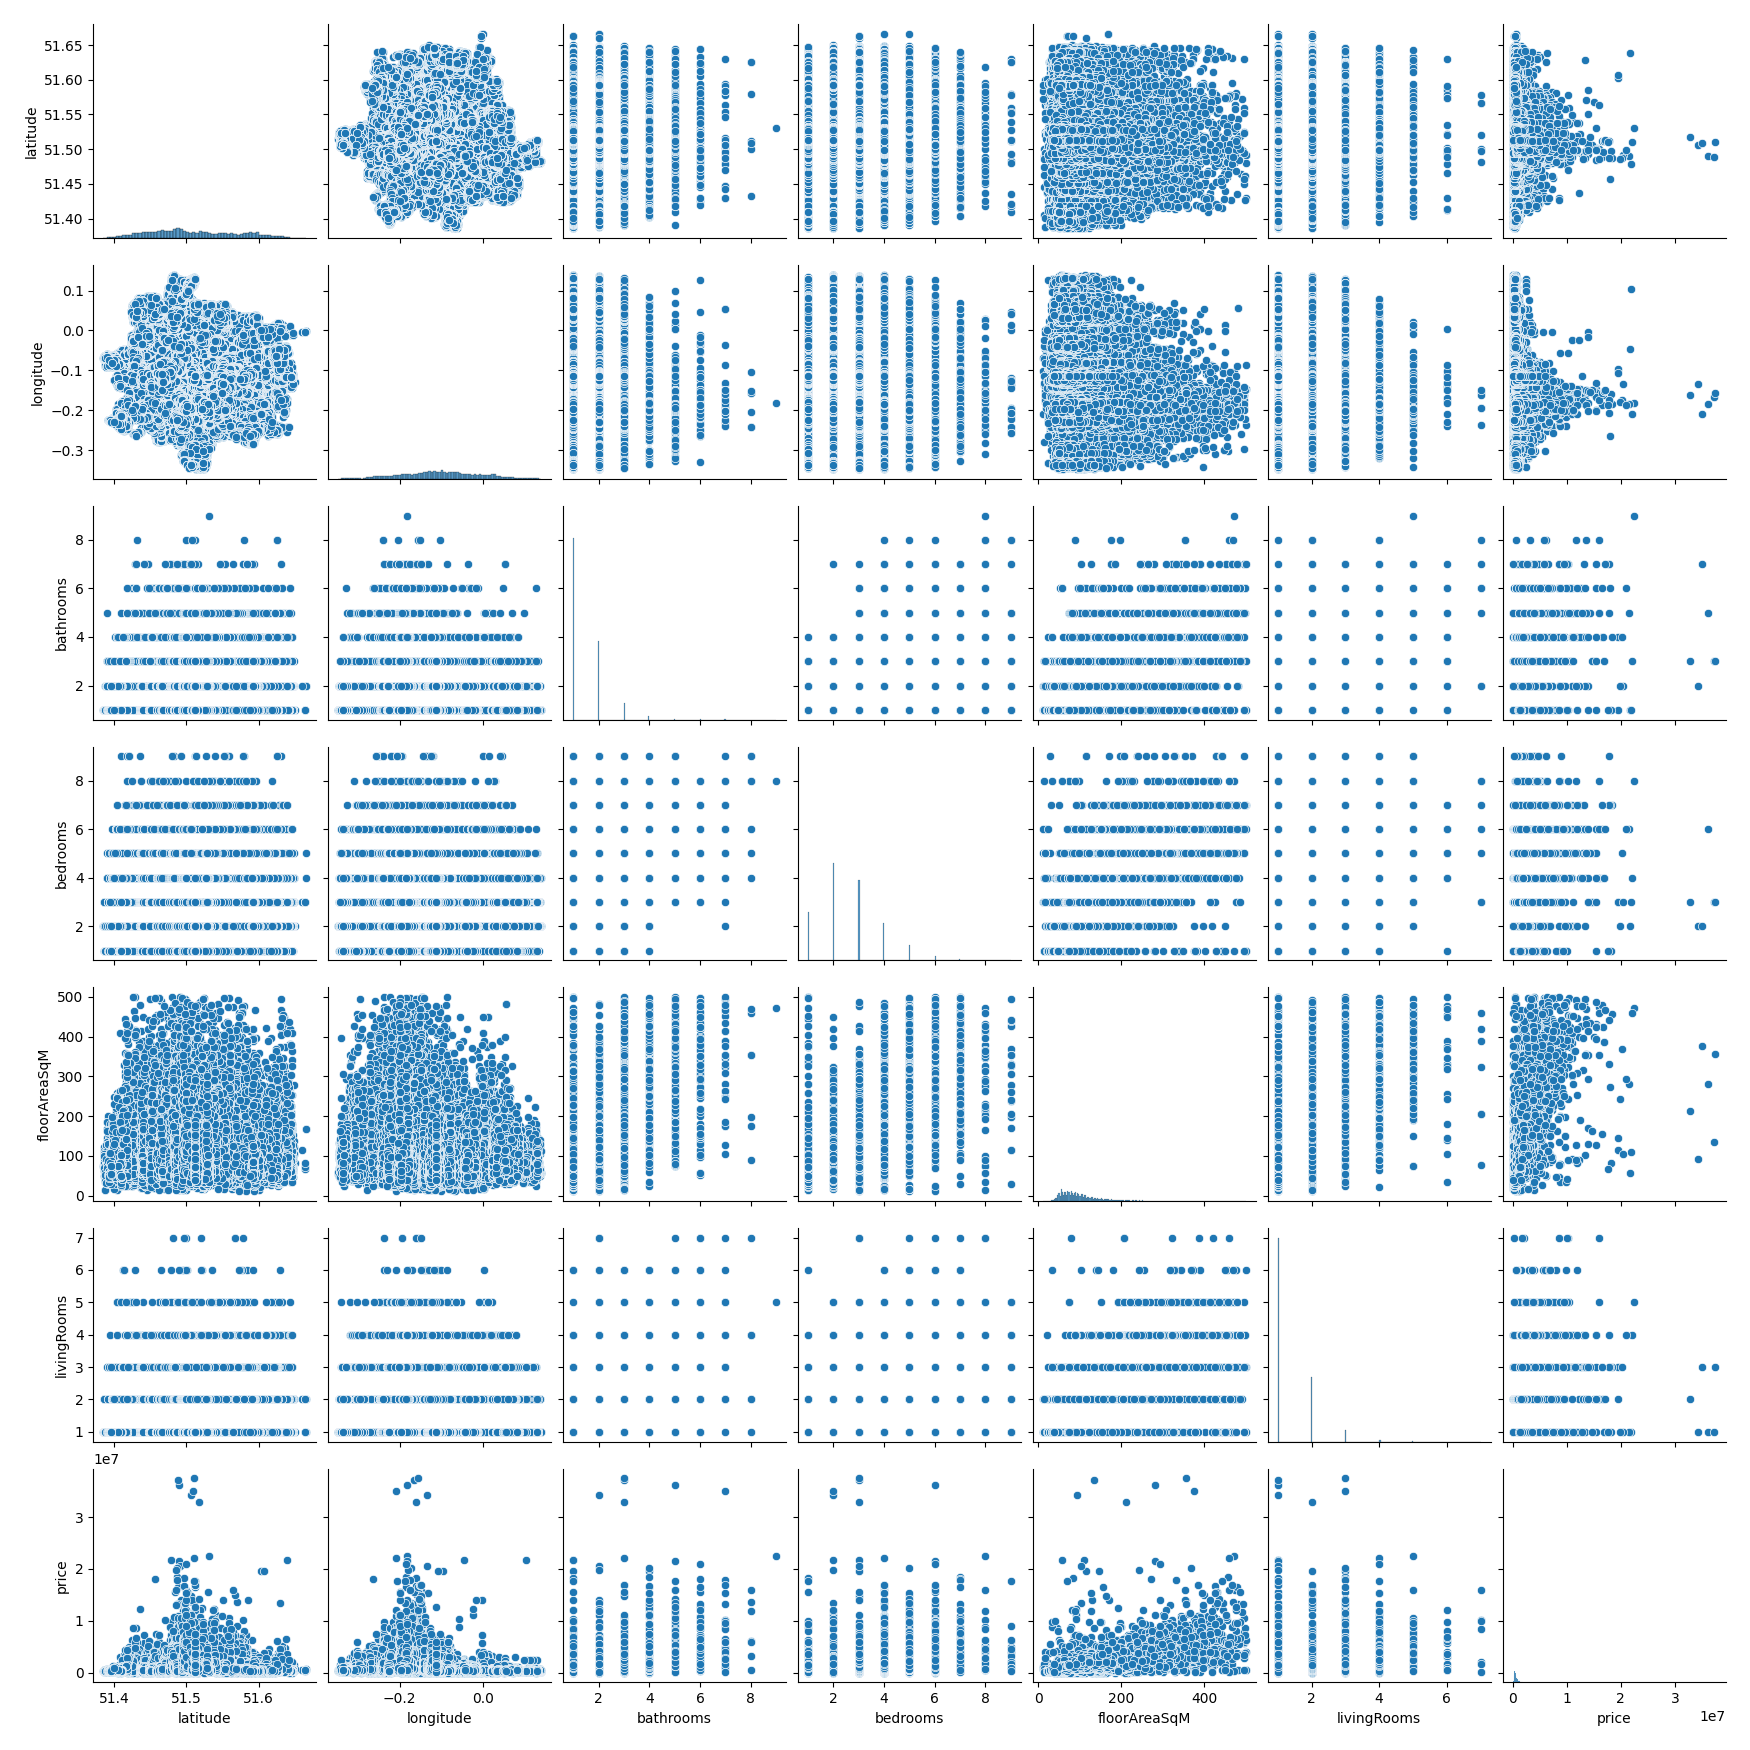 51.65
51.60
51.55
51.50
51.45
51.40
latitude
0.1
0.0
−0.1
−0.2
−0.3
longitude
8
6
4
2
bathrooms
8
6
4
2
bedrooms
500
400
300
200
100
0
floorAreaSqM
7
6
5
4
3
2
1
livingRooms
1e7
3
2
1
0
price
51.4 51.5 51.6
latitude
−0.2 0.0
longitude
2 4 6 8
bathrooms
2 4 6 8
bedrooms
0 200 400
floorAreaSqM
2 4 6
livingRooms
0 1 2 3
1e7
price